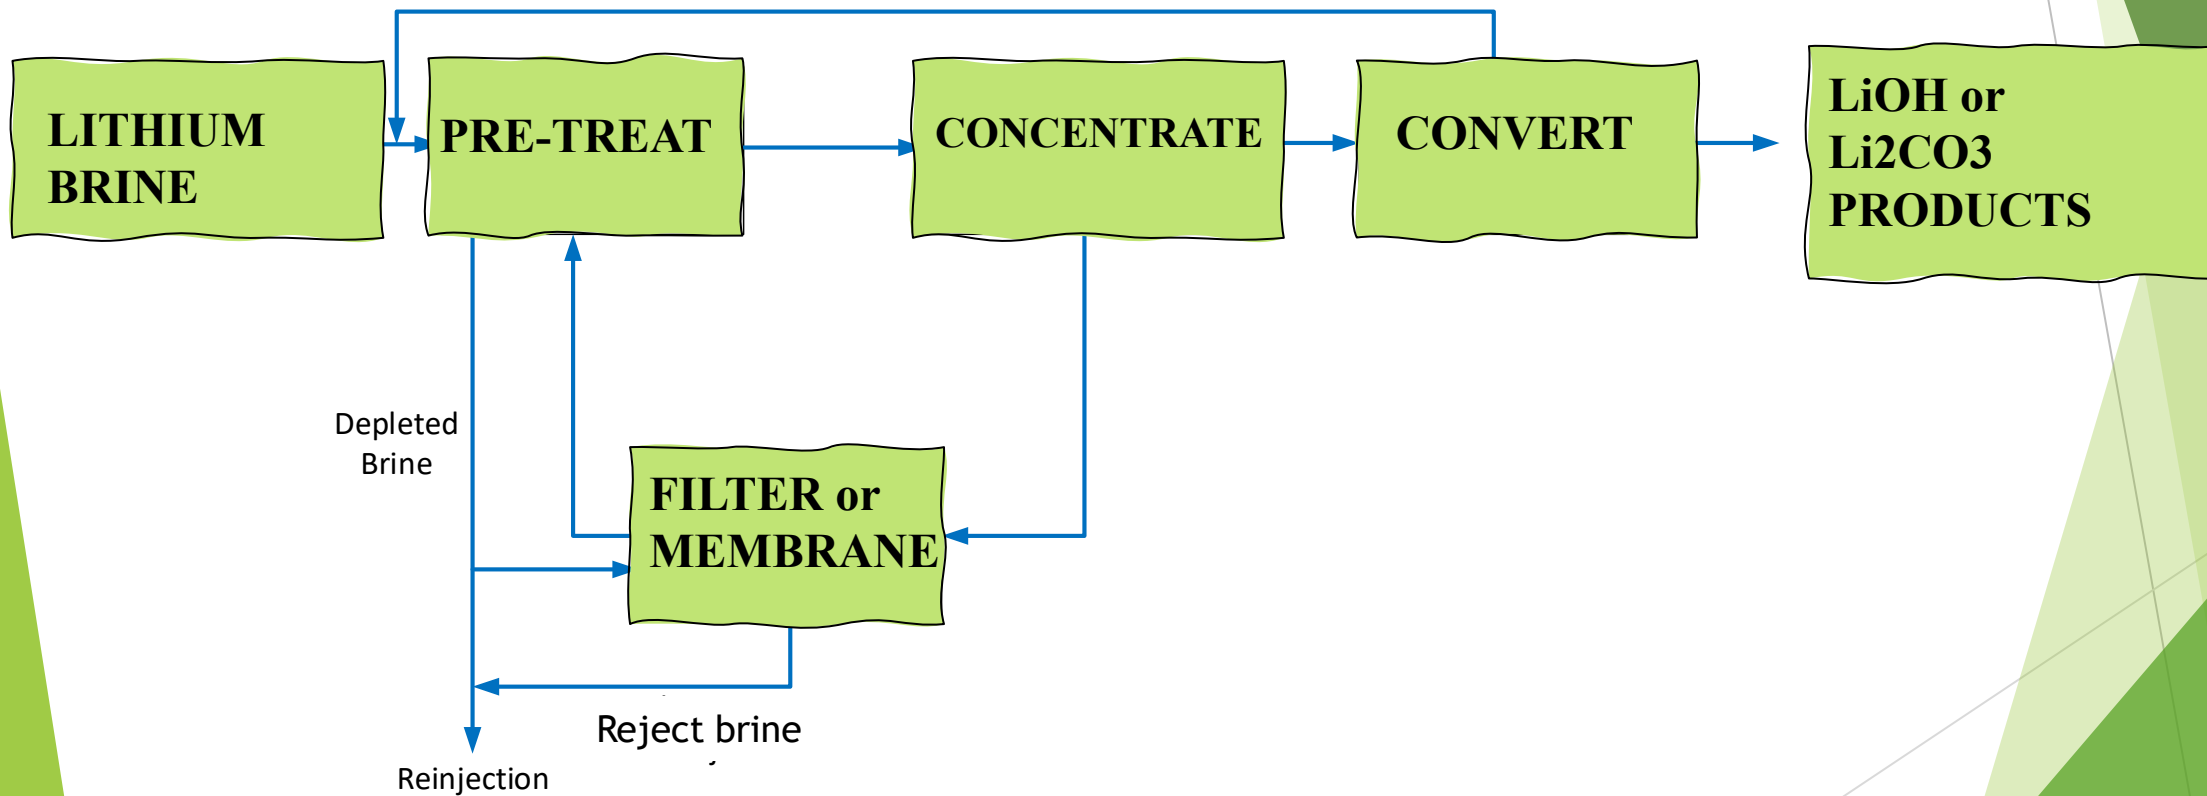 LITHIUM
BRINE
PRE-TREAT
CONCENTRATE
CONVERT
LiOH or
Li2CO3
PRODUCTS
Depleted
Brine
FILTER or
MEMBRANE
Reject brine
Reinjection